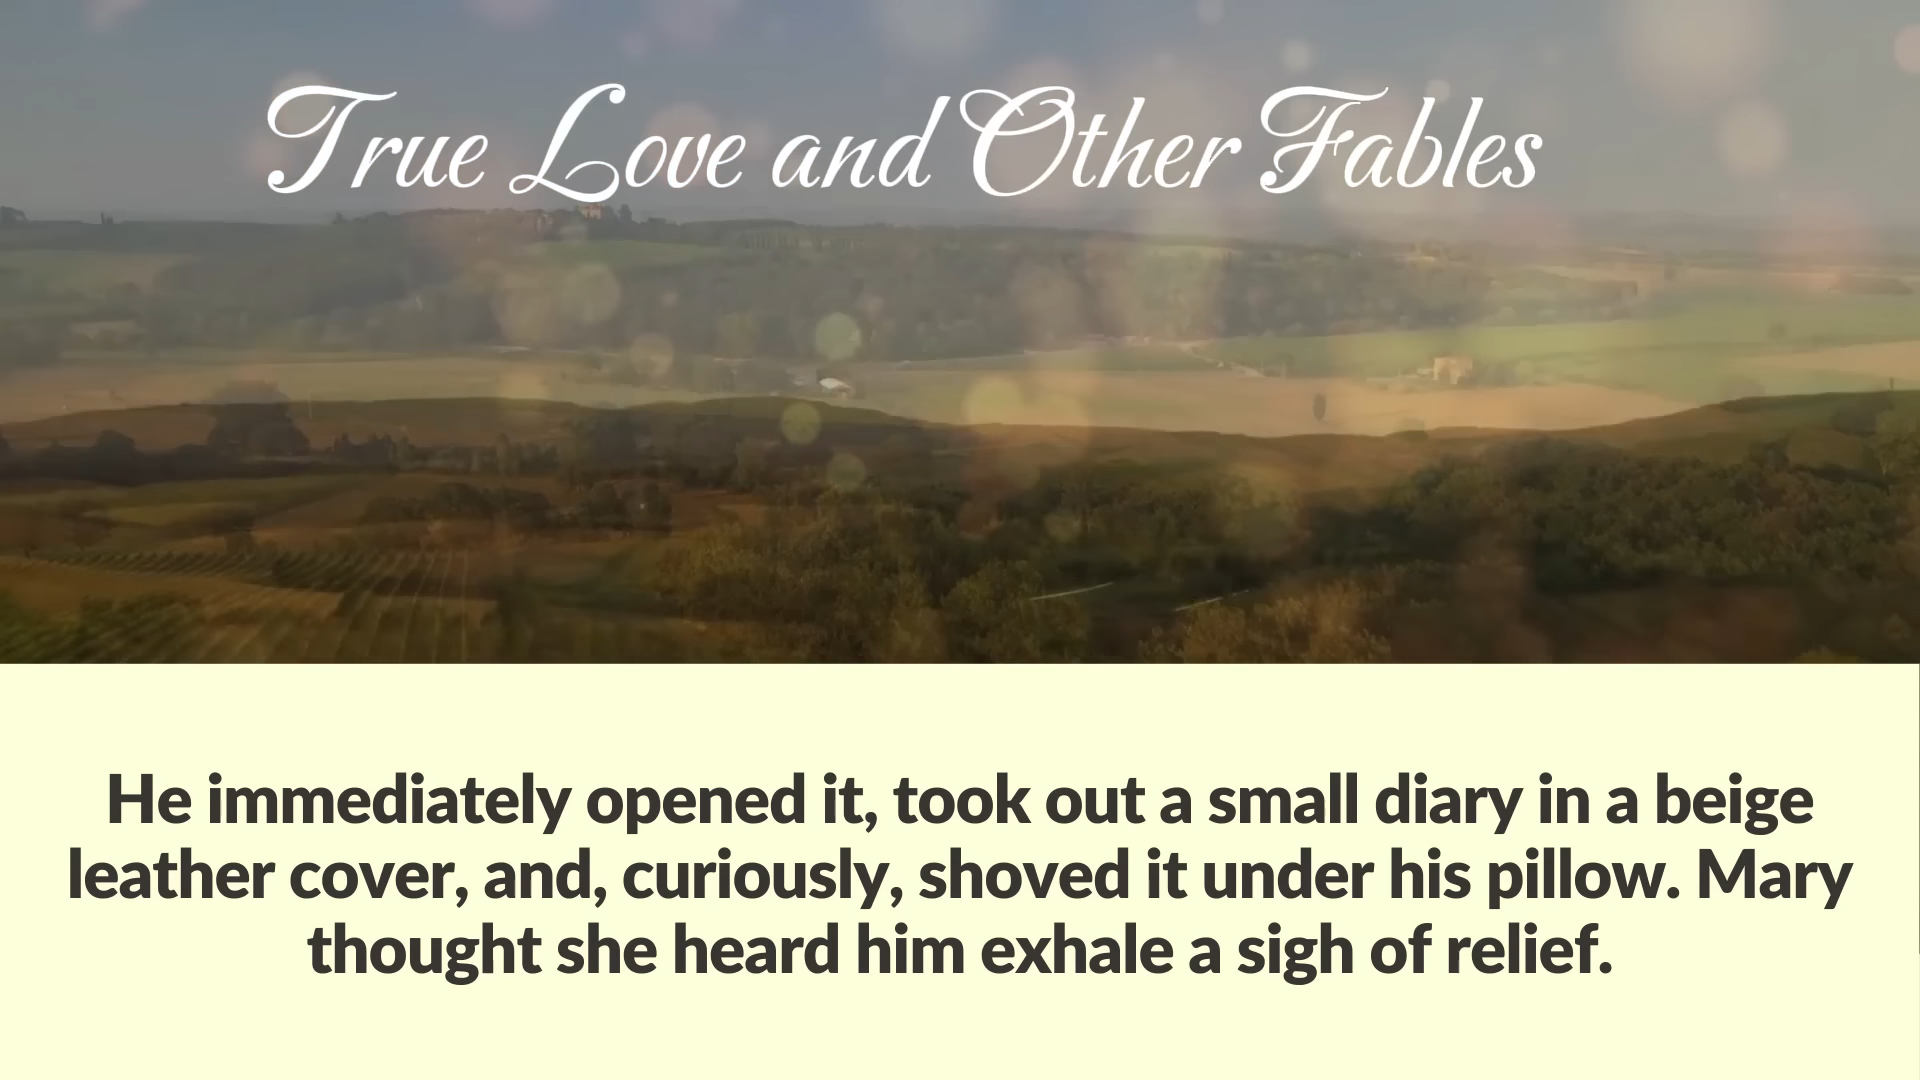 True Love and Other Fables
He immediately opened it, took out a small diary in a beige
leather cover, and, curiously, shoved it under his pillow. Mary
thought she heard him exhale a sigh of relief.